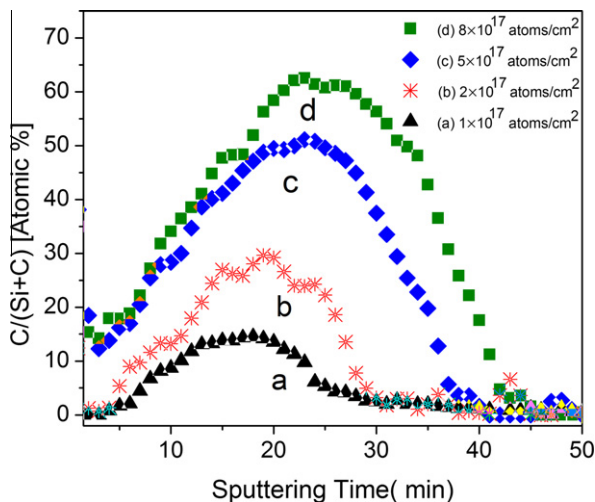 (d) 8×10¹⁷ atoms/cm²
(c) 5×10¹⁷ atoms/cm²
(b) 2×10¹⁷ atoms/cm²
(a) 1×10¹⁷ atoms/cm²
C/(Si+C) [Atomic %]
70
60
50
40
30
20
10
0
d
c
b
a
10 20 30 40 50
Sputtering Time( min)